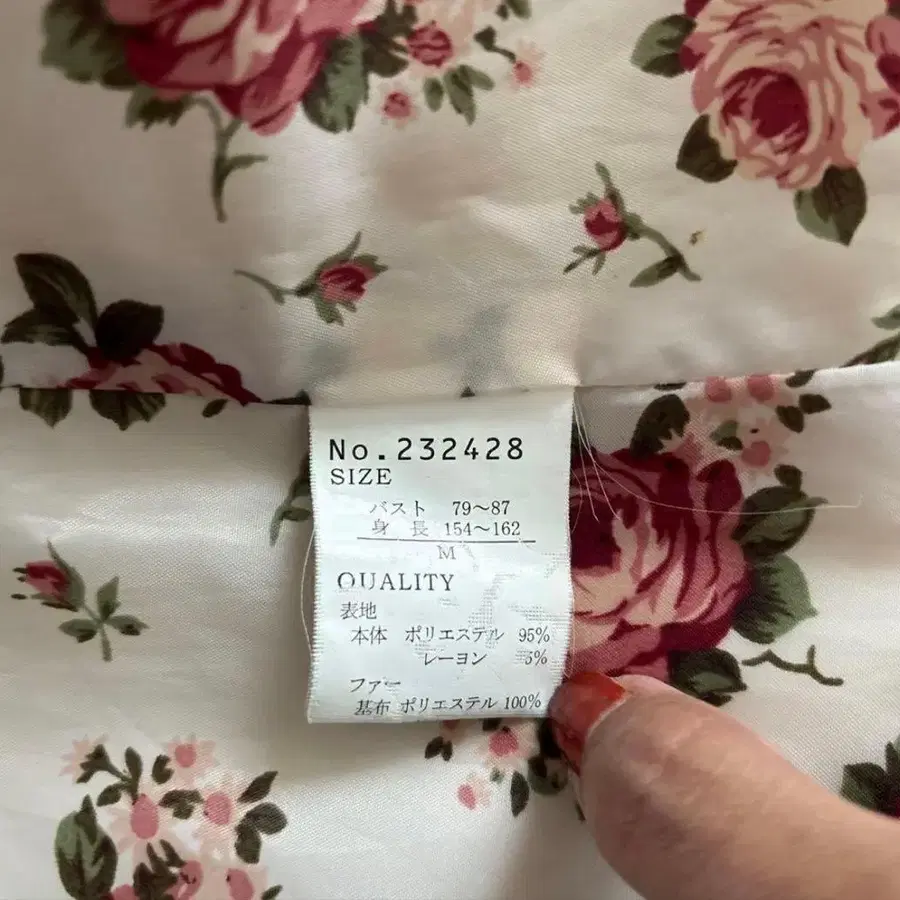 No.232428
SIZE
バスト 79～87
身 長 154～162
M
QUALITY
表地
本体 ポリエステル 95%
レーヨン 5%
ファー
基布 ポリエステル 100%